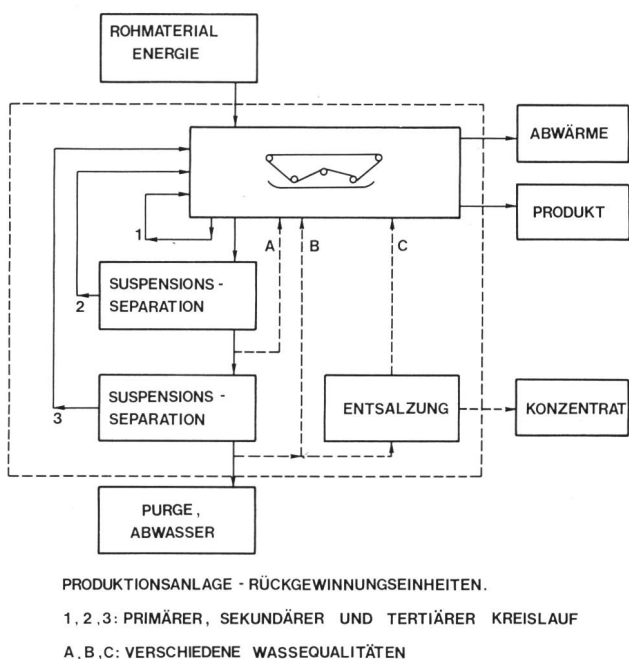 ROHMATERIAL
ENERGIE
ABWÄRME
PRODUKT
1
A
B
C
SUSPENSIONS-
SEPARATION
2
SUSPENSIONS-
SEPARATION
3
ENTSALZUNG
KONZENTRAT
PURGE,
ABWASSER
PRODUKTIONSANLAGE - RÜCKGEWINNUNGSEINHEITEN.
1,2,3: PRIMÄRER, SEKUNDÄRER UND TERTIÄRER KREISLAUF
A,B,C: VERSCHIEDENE WASSEQUALITÄTEN